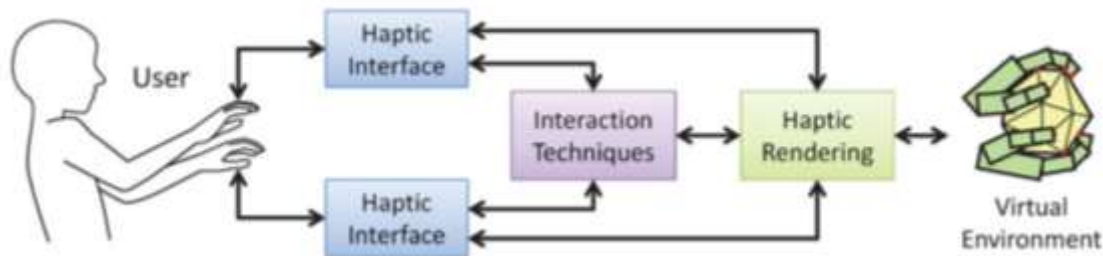 User
Haptic
Interface
Interaction
Techniques
Haptic
Rendering
Haptic
Interface
Virtual
Environment